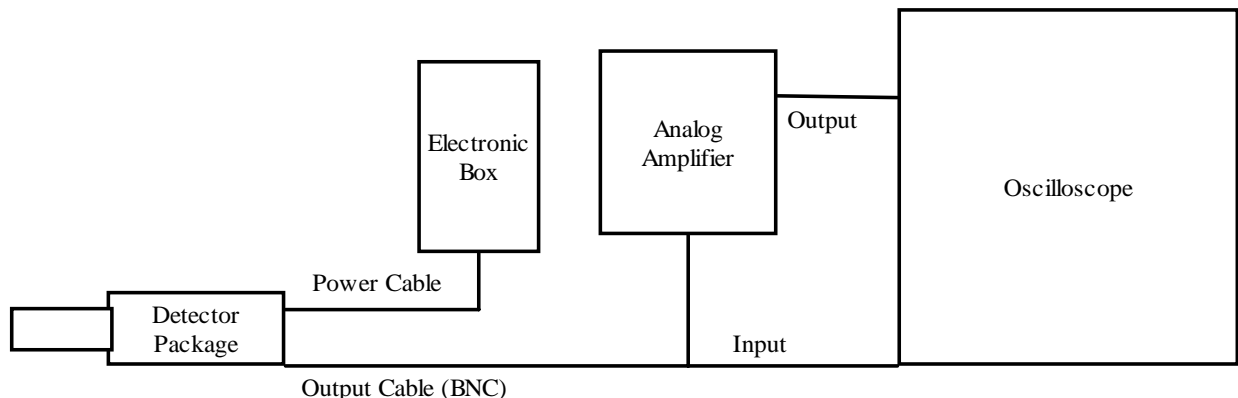 Electronic
Box
Analog
Amplifier
Output
Oscilloscope
Power Cable
Detector
Package
Input
Output Cable (BNC)